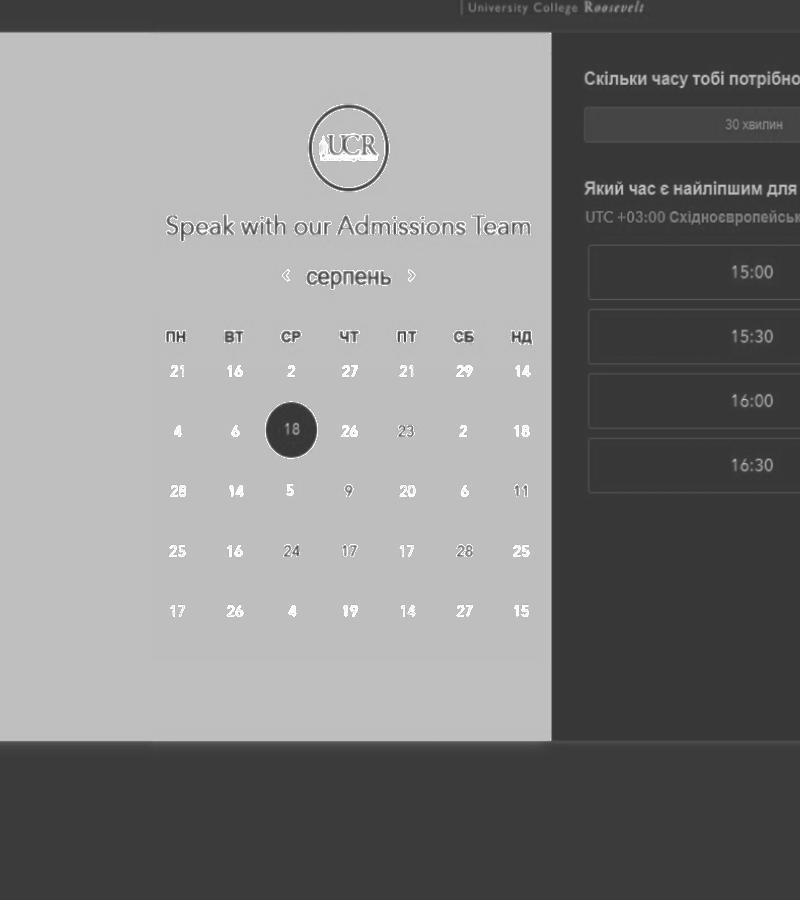 University College Roosevelt
UCR
Speak with our Admissions Team
серпень
ПН ВТ СР ЧТ ПТ СБ НД
21 16 2 27 21 29 14
4 6 18 26 23 2 18
28 14 5 9 20 6 11
25 16 24 17 17 28 25
17 26 4 19 14 27 15
Скільки часу тобі потрібно
30 хвилин
Який час є найліпшим для
UTC +03:00 Східноєвропейськ
15:00
15:30
16:00
16:30